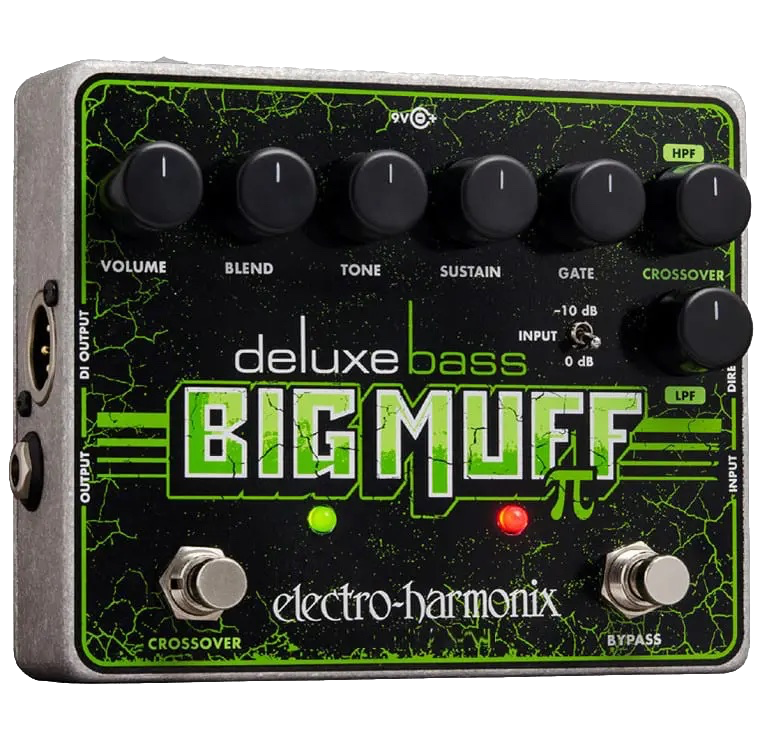 9V +
HPF
VOLUME BLEND TONE SUSTAIN GATE CROSSOVER
-10 dB
INPUT
0 dB
DI OUTPUT
deluxe bass
LPF
BIG MUFF
π
OUTPUT
INPUT
electro-harmonix
CROSSOVER
BYPASS